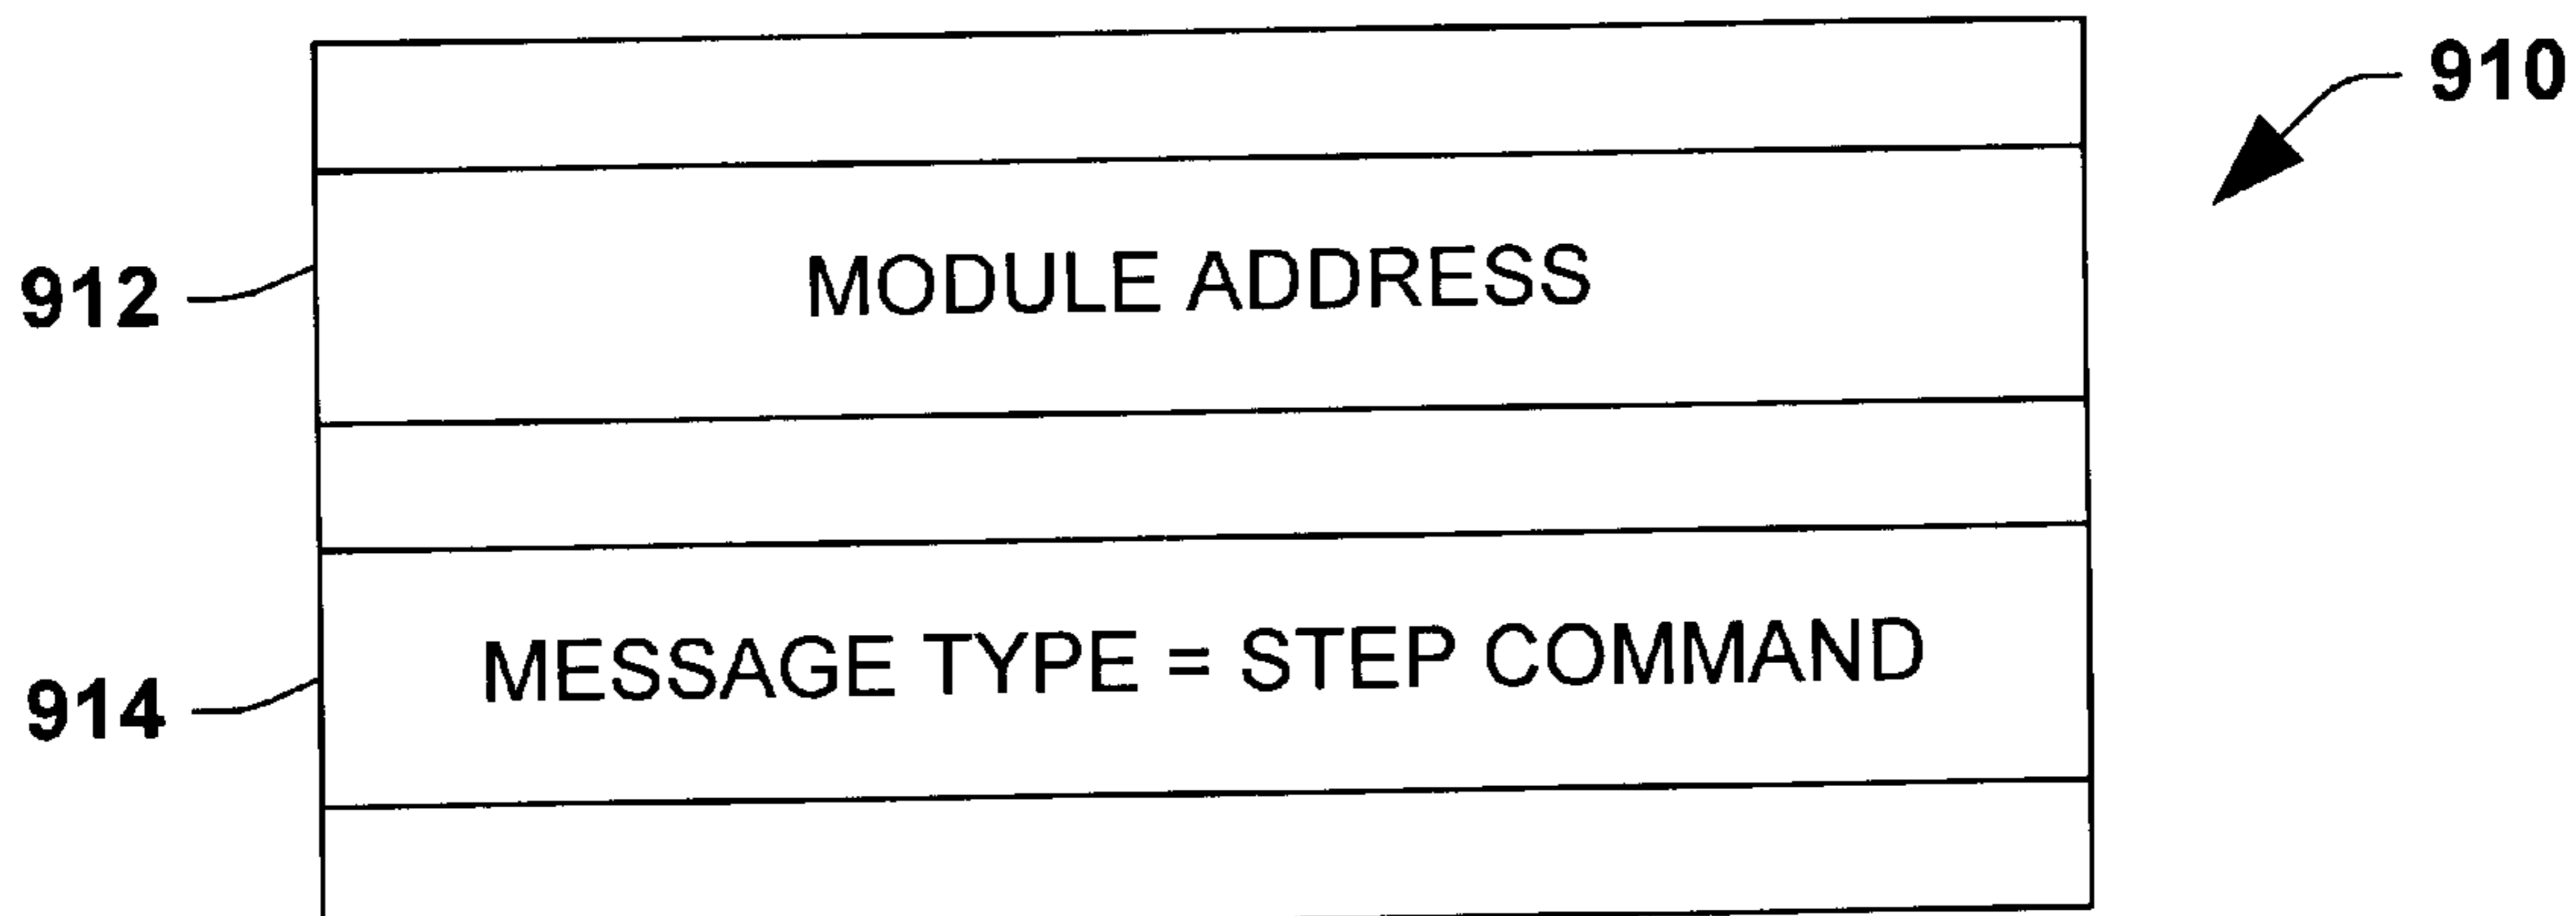 910
912
MODULE ADDRESS
914
MESSAGE TYPE = STEP COMMAND